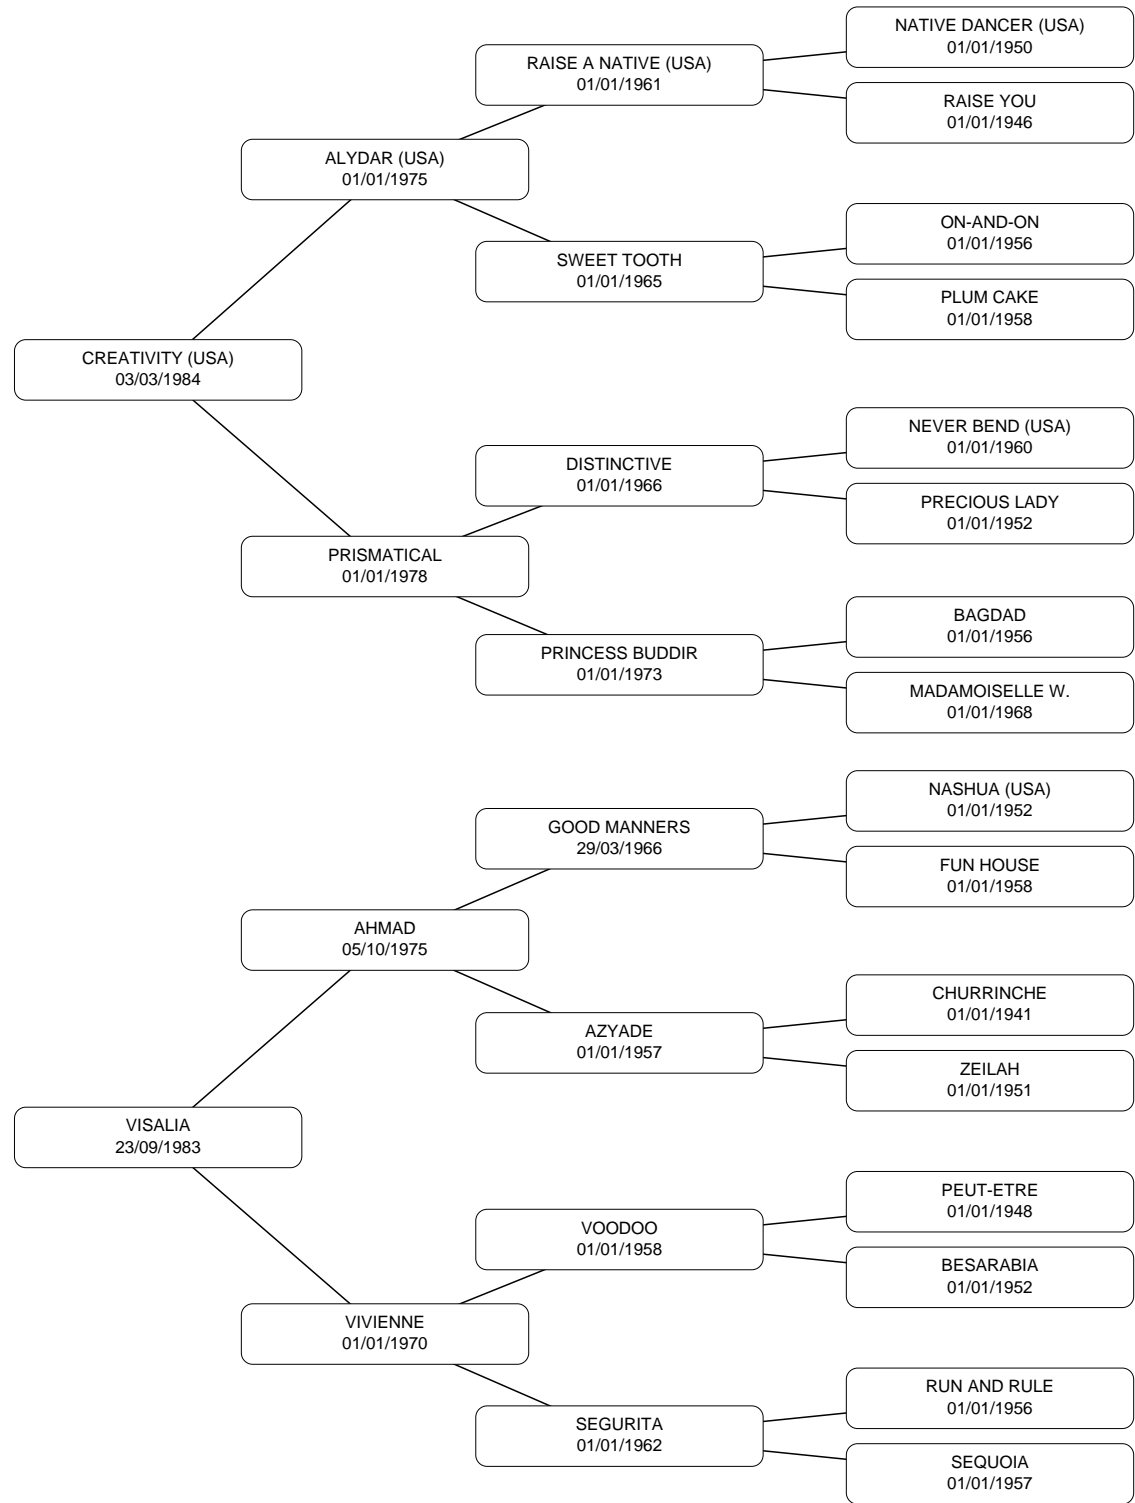 NATIVE DANCER (USA)
01/01/1950
RAISE A NATIVE (USA)
01/01/1961
RAISE YOU
01/01/1946
ALYDAR (USA)
01/01/1975
ON-AND-ON
01/01/1956
SWEET TOOTH
01/01/1965
PLUM CAKE
01/01/1958
CREATIVITY (USA)
03/03/1984
NEVER BEND (USA)
01/01/1960
DISTINCTIVE
01/01/1966
PRECIOUS LADY
01/01/1952
PRISMATICAL
01/01/1978
BAGDAD
01/01/1956
PRINCESS BUDDIR
01/01/1973
MADAMOISELLE W.
01/01/1968
NASHUA (USA)
01/01/1952
GOOD MANNERS
29/03/1966
FUN HOUSE
01/01/1958
AHMAD
05/10/1975
CHURRINCHE
01/01/1941
AZYADE
01/01/1957
ZEILAH
01/01/1951
VISALIA
23/09/1983
PEUT-ETRE
01/01/1948
VOODOO
01/01/1958
BESARABIA
01/01/1952
VIVIENNE
01/01/1970
RUN AND RULE
01/01/1956
SEGURITA
01/01/1962
SEQUOIA
01/01/1957